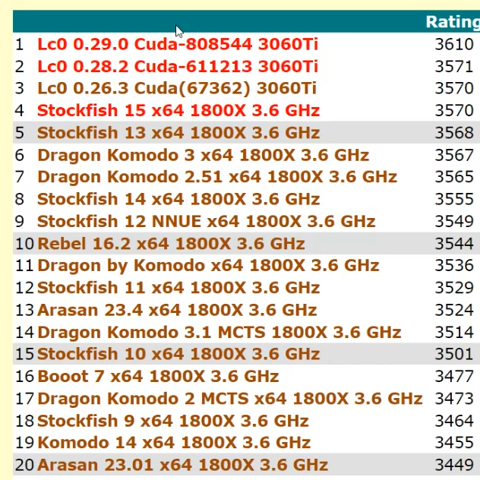 Rating
1 Lc0 0.29.0 Cuda-808544 3060Ti 3610
2 Lc0 0.28.2 Cuda-611213 3060Ti 3571
3 Lc0 0.26.3 Cuda(67362) 3060Ti 3570
4 Stockfish 15 x64 1800X 3.6 GHz 3570
5 Stockfish 13 x64 1800X 3.6 GHz 3568
6 Dragon Komodo 3 x64 1800X 3.6 GHz 3567
7 Dragon Komodo 2.51 x64 1800X 3.6 GHz 3565
8 Stockfish 14 x64 1800X 3.6 GHz 3555
9 Stockfish 12 NNUE x64 1800X 3.6 GHz 3549
10 Rebel 16.2 x64 1800X 3.6 GHz 3544
11 Dragon by Komodo x64 1800X 3.6 GHz 3536
12 Stockfish 11 x64 1800X 3.6 GHz 3529
13 Arasan 23.4 x64 1800X 3.6 GHz 3524
14 Dragon Komodo 3.1 MCTS 1800X 3.6 GHz 3514
15 Stockfish 10 x64 1800X 3.6 GHz 3501
16 Booot 7 x64 1800X 3.6 GHz 3477
17 Dragon Komodo 2 MCTS x64 1800X 3.6 GHz 3473
18 Stockfish 9 x64 1800X 3.6 GHz 3464
19 Komodo 14 x64 1800X 3.6 GHz 3455
20 Arasan 23.01 x64 1800X 3.6 GHz 3449